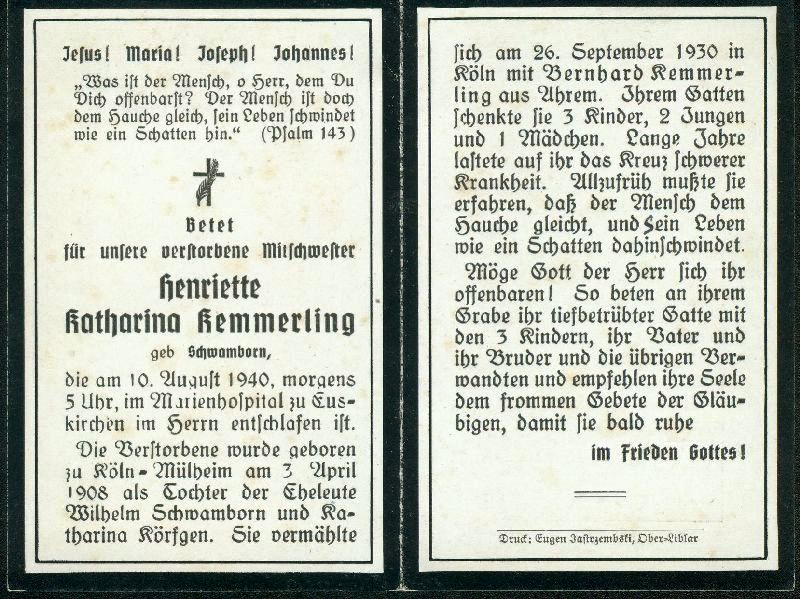 Jesus! Maria! Joseph! Johannes!
„Was ist der Mensch, o Herr, dem Du
Dich offenbarst? Der Mensch ist doch
dem Hauche gleich, sein Leben schwindet
wie ein Schatten hin.“ (Psalm 143)
Betet
für unsere verstorbene Mitschwester
Henriette
Katharina Kemmerling
geb Schwamborn,
die am 10. August 1940, morgens
5 Uhr, im Marienhospital zu Eus-
kirchen im Herrn entschlafen ist.
Die Verstorbene wurde geboren
zu Köln-Mülheim am 3 April
1908 als Tochter der Eheleute
Wilhelm Schwamborn und Ka-
tharina Körfgen. Sie vermählte
sich am 26. September 1930 in
Köln mit Bernhard Kemmer-
ling aus Ahrem. Ihrem Gatten
schenkte sie 3 Kinder, 2 Jungen
und 1 Mädchen. Lange Jahre
lastete auf ihr das Kreuz schwerer
Krankheit. Allzufrüh mußte sie
erfahren, daß der Mensch dem
Hauche gleicht, und sein Leben
wie ein Schatten dahinschwindet.
Möge Gott der Herr sich ihr
offenbaren! So beten an ihrem
Grabe ihr tiefbetrübter Gatte mit
den 3 Kindern, ihr Vater und
ihr Bruder und die übrigen Ver-
wandten und empfehlen ihre Seele
dem frommen Gebete der Gläu-
bigen, damit sie bald ruhe
im Frieden Gottes!
Druck: Eugen Jastrzembski, Ober-Liblar